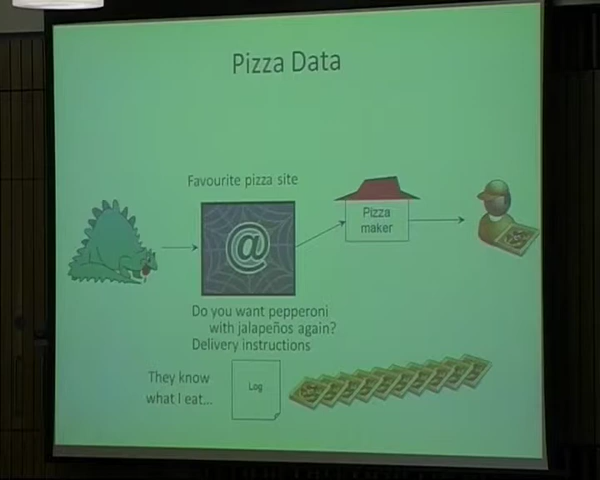 Pizza Data
Favourite pizza site
@
Pizza
maker
Do you want pepperoni
with jalapeños again?
Delivery instructions
They know
what I eat...
Log